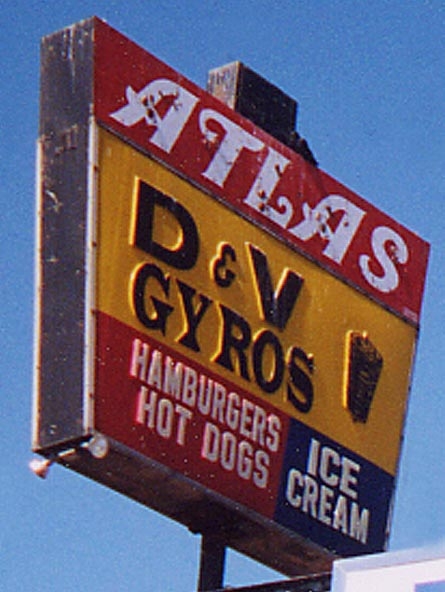 ATLAS
D & V
GYROS
HAMBURGERS
HOT DOGS
ICE
CREAM